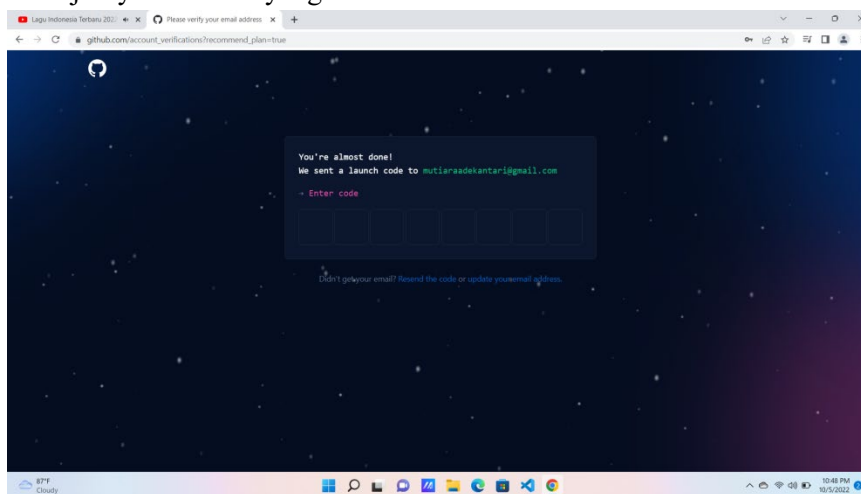 Lagu Indonesia Terbaru 202
Please verify your email address
github.com/account_verifications?recommend_plan=true
You're almost done!
We sent a launch code to mutiaraadekantari@gmail.com
→ Enter code
Didn't get your email? Resend the code or update your email address.
87°F
Cloudy
10:48 PM
10/5/2022